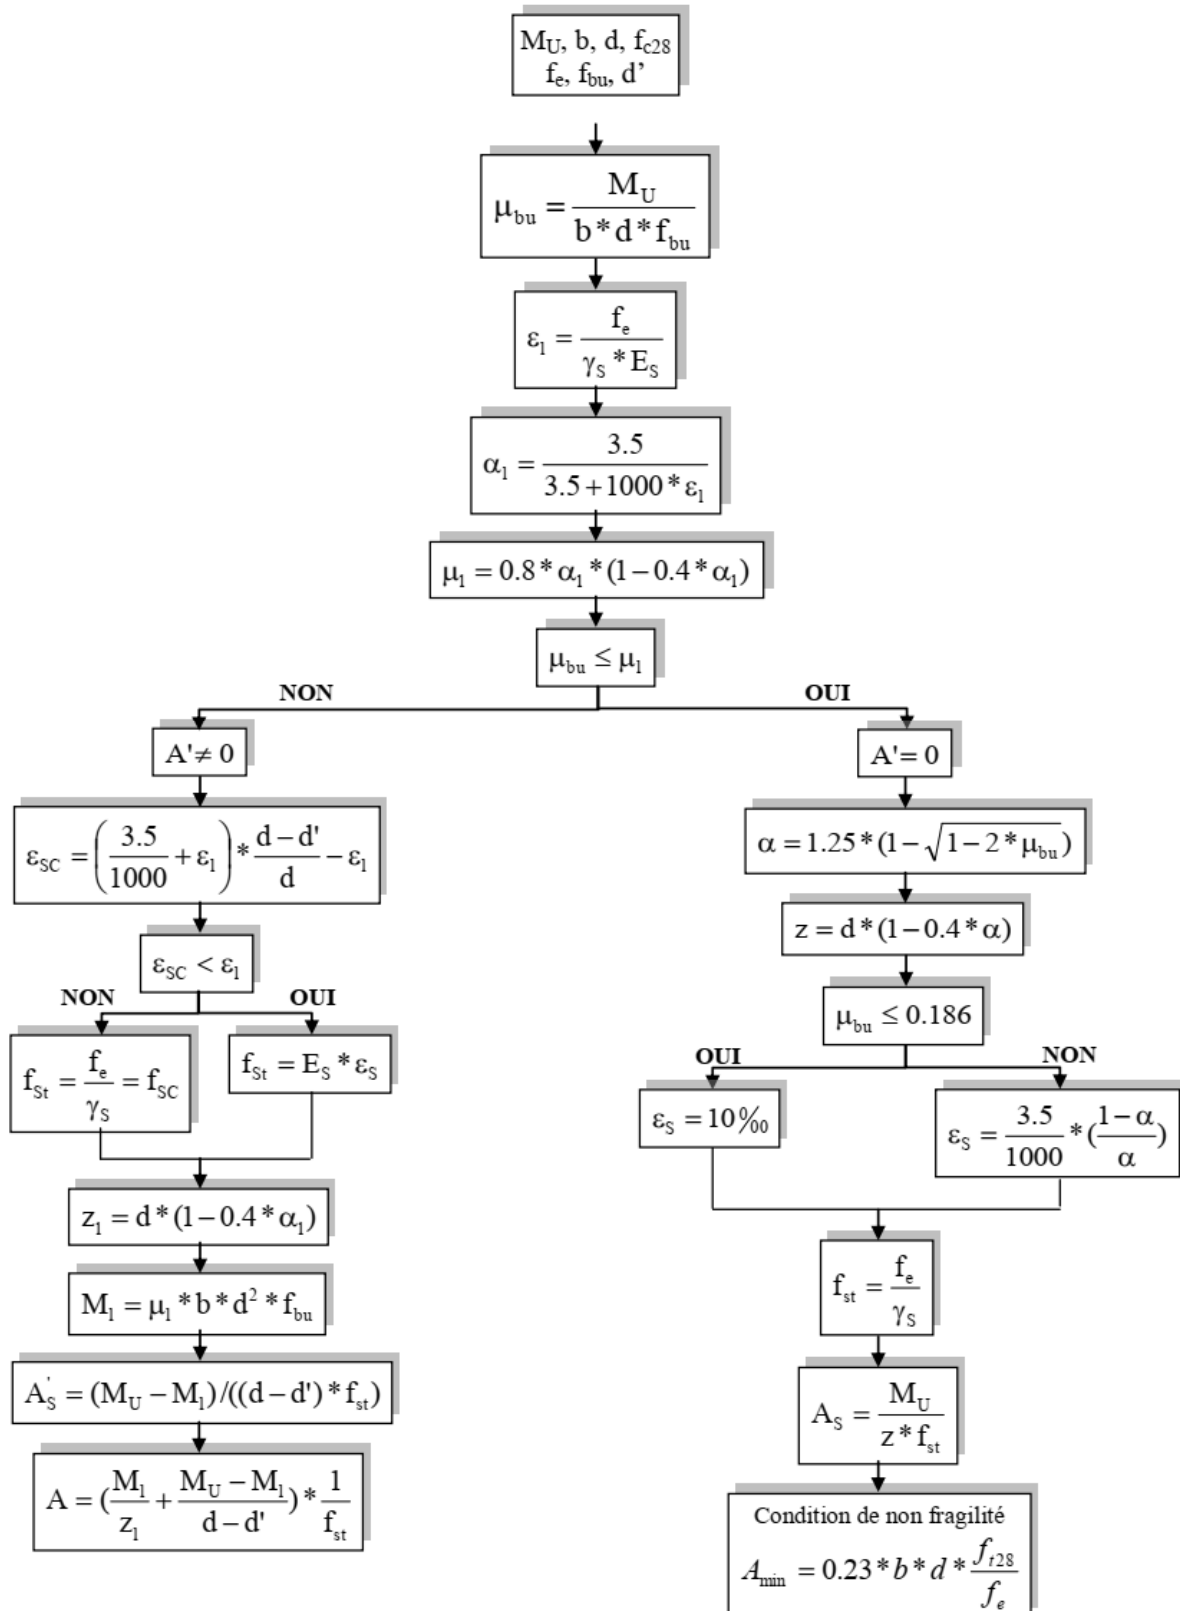 M_U, b, d, f_c28
f_e, f_bu, d’
μ_bu = M_U / (b * d * f_bu)
ε_l = f_e / (γ_S * E_S)
α_l = 3.5 / (3.5 + 1000 * ε_l)
μ_l = 0.8 * α_l * (1 − 0.4 * α_l)
μ_bu ≤ μ_l
NON
OUI
A' ≠ 0
ε_SC = (3.5 / 1000 + ε_l) * (d − d') / d − ε_l
ε_SC < ε_l
NON
OUI
f_St = f_e / γ_S = f_SC
f_St = E_S * ε_S
z_l = d * (1 − 0.4 * α_l)
M_l = μ_l * b * d² * f_bu
A_S' = (M_U − M_l) / ((d − d') * f_st)
A = (M_l / z_l + (M_U − M_l) / (d − d')) * 1 / f_st
A' = 0
α = 1.25 * (1 − √(1 − 2 * μ_bu))
z = d * (1 − 0.4 * α)
μ_bu ≤ 0.186
OUI
NON
ε_S = 10‰
ε_S = 3.5 / 1000 * ((1 − α) / α)
f_st = f_e / γ_S
A_S = M_U / (z * f_st)
Condition de non fragilité
A_min = 0.23 * b * d * f_t28 / f_e